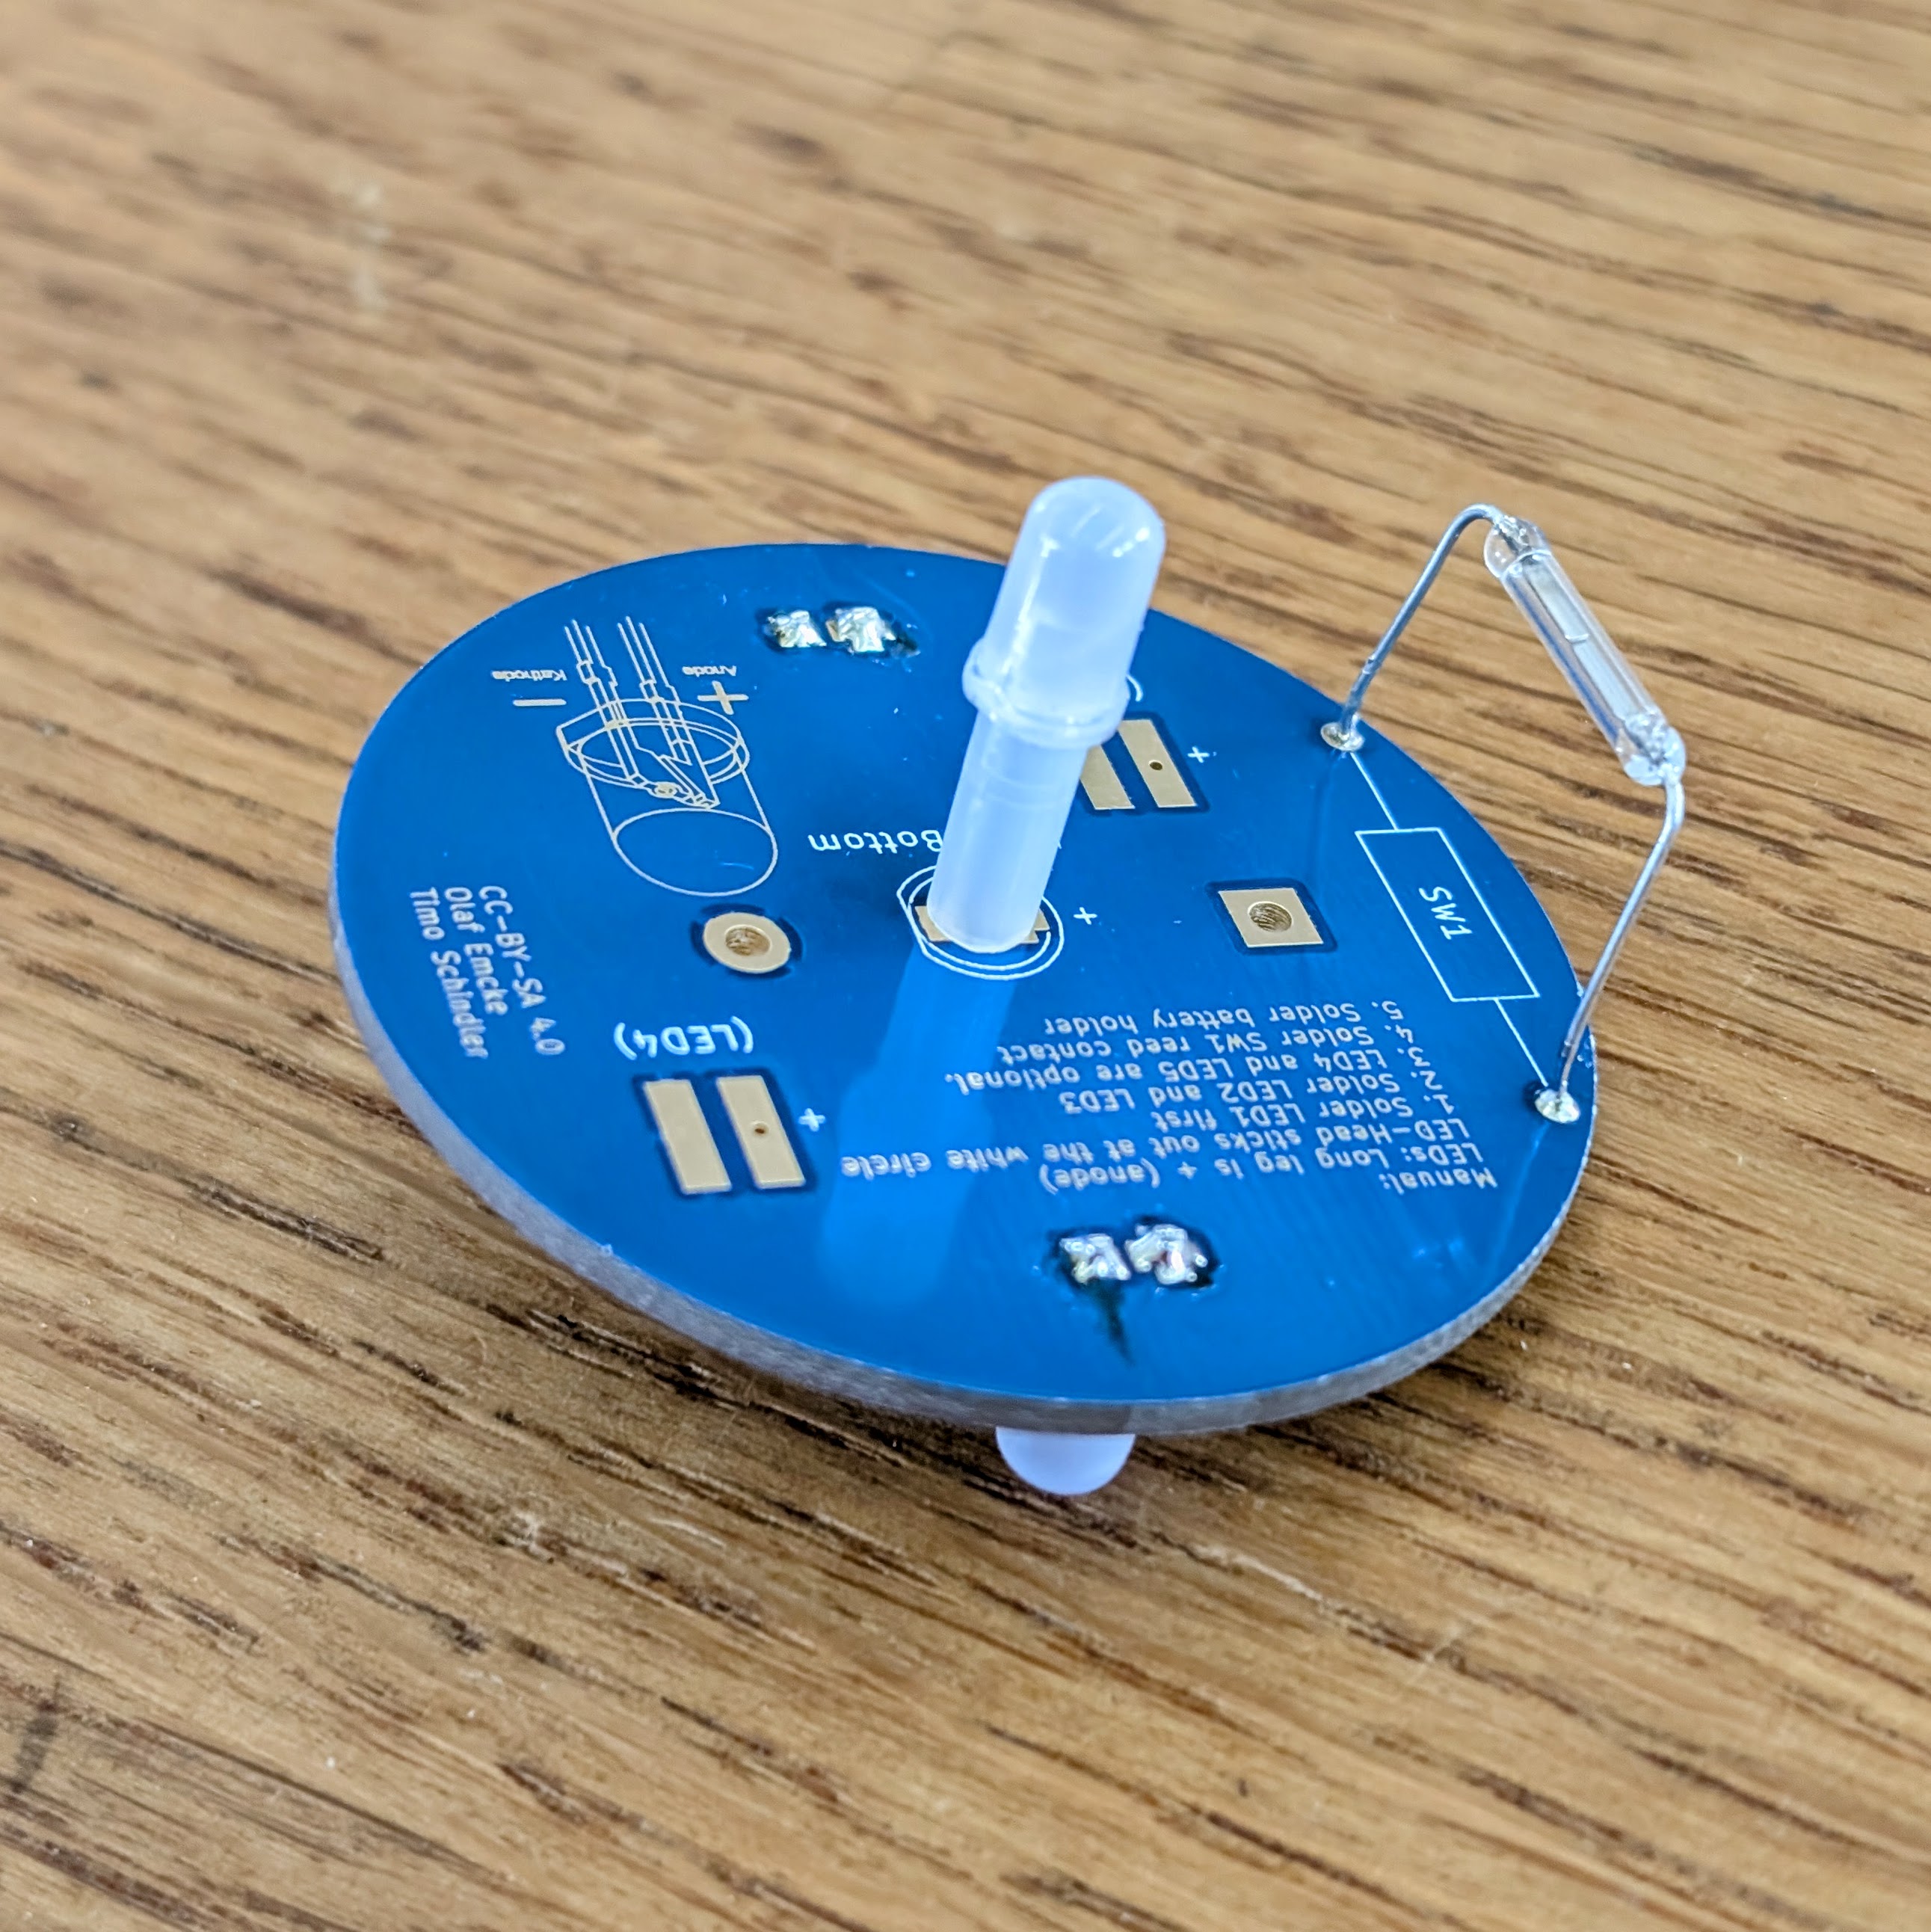 Manual:
LEDs: Long leg is + (anode)
LED-Head sticks out at the white circle
1. Solder LED1 first
2. Solder LED2 and LED3
3. LED4 and LED5 are optional.
4. Solder SW1 reed contact
5. Solder battery holder
SW1
(LED4)
+
+
+
Bottom
CC-BY-SA 4.0
Olaf Emcke
Timo Schindler
Anode
+
Kathode
-